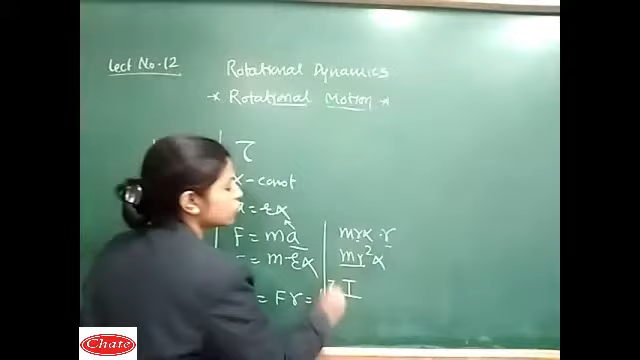 Lect No.12
Rotational Dynamics
* Rotational Motion *
τ
α - const
a = rα
F = ma
= m rα
= Fr =
mrα · r
mr²α
I
Chate